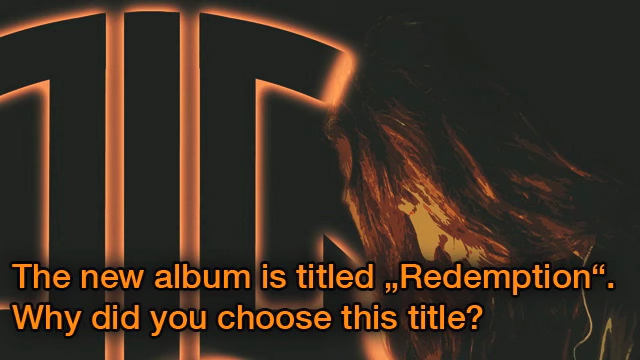 The new album is titled „Redemption“.
Why did you choose this title?